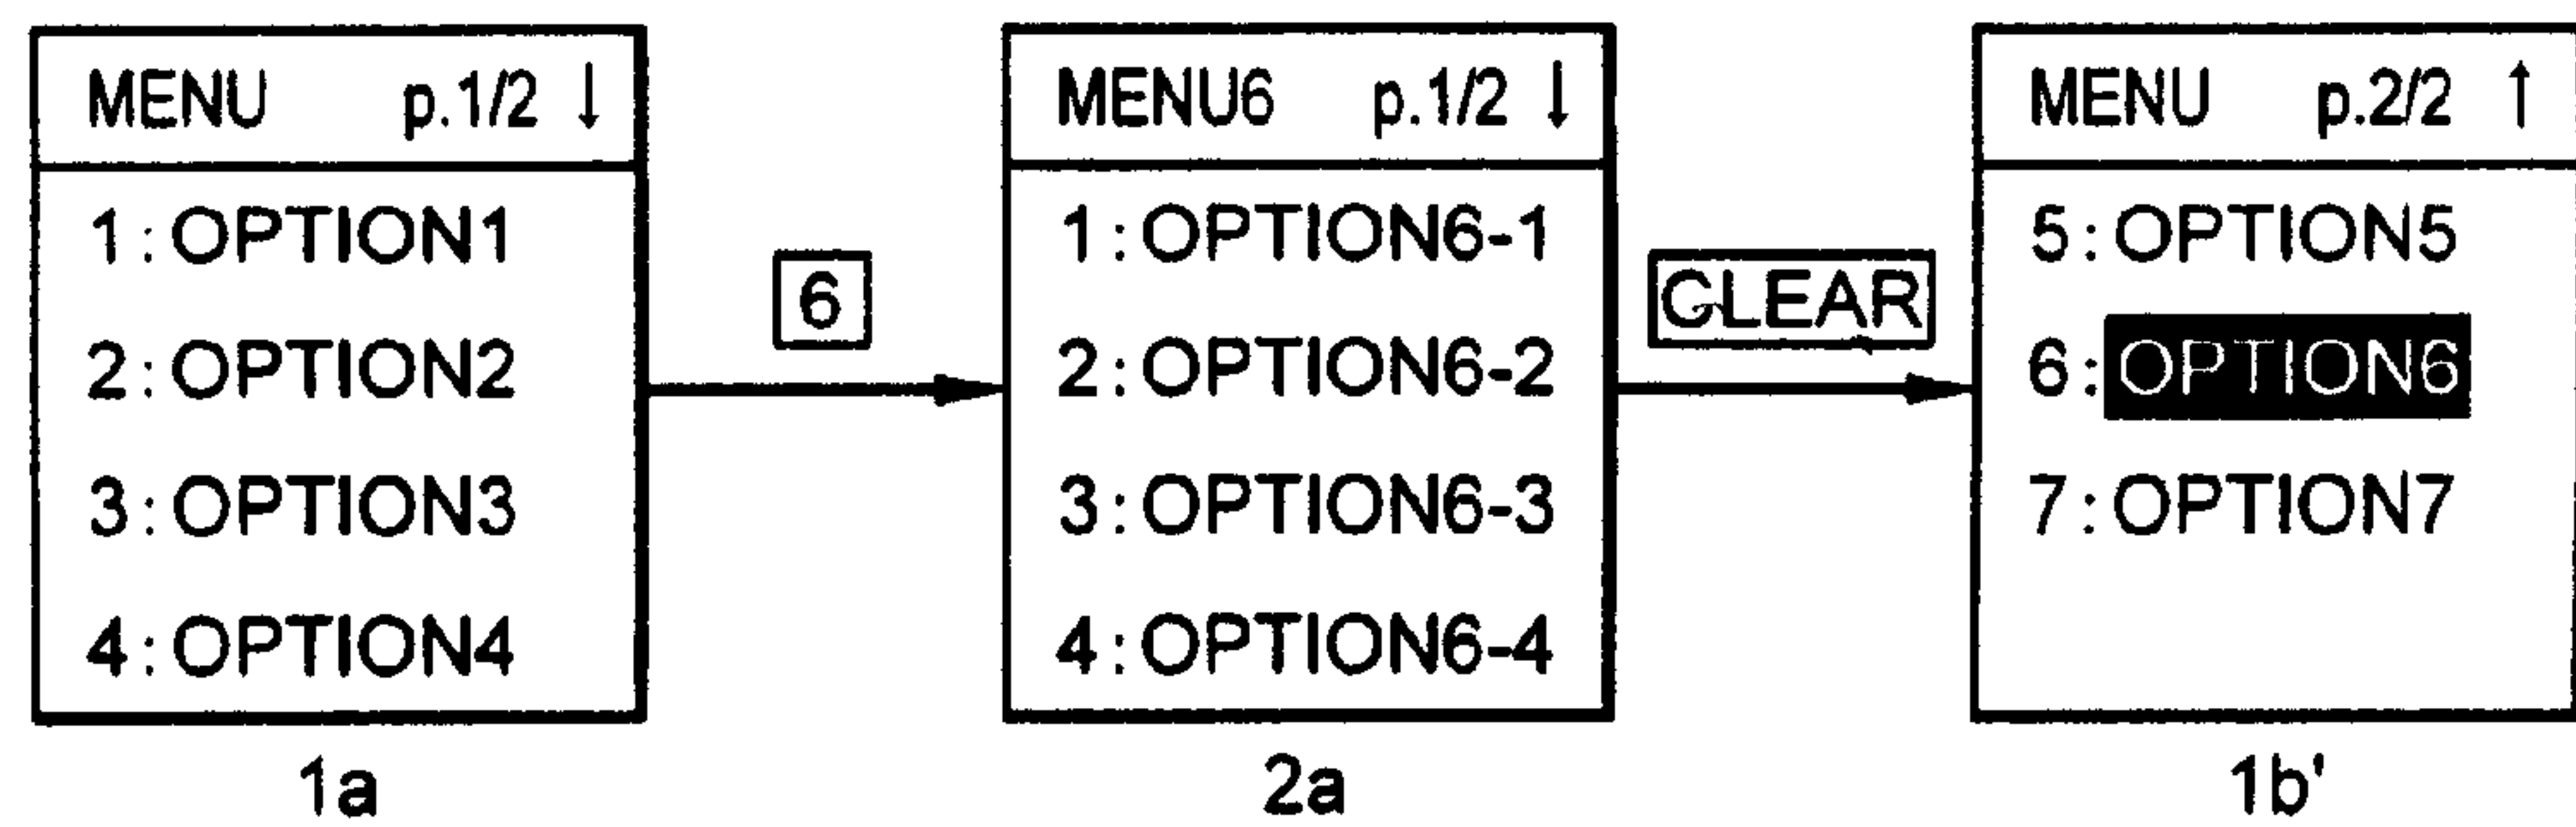 MENU p.1/2 ↓
1:OPTION1
2:OPTION2
3:OPTION3
4:OPTION4
1a
6
MENU6 p.1/2 ↓
1:OPTION6-1
2:OPTION6-2
3:OPTION6-3
4:OPTION6-4
2a
CLEAR
MENU p.2/2 ↑
5:OPTION5
6:OPTION6
7:OPTION7
1b'